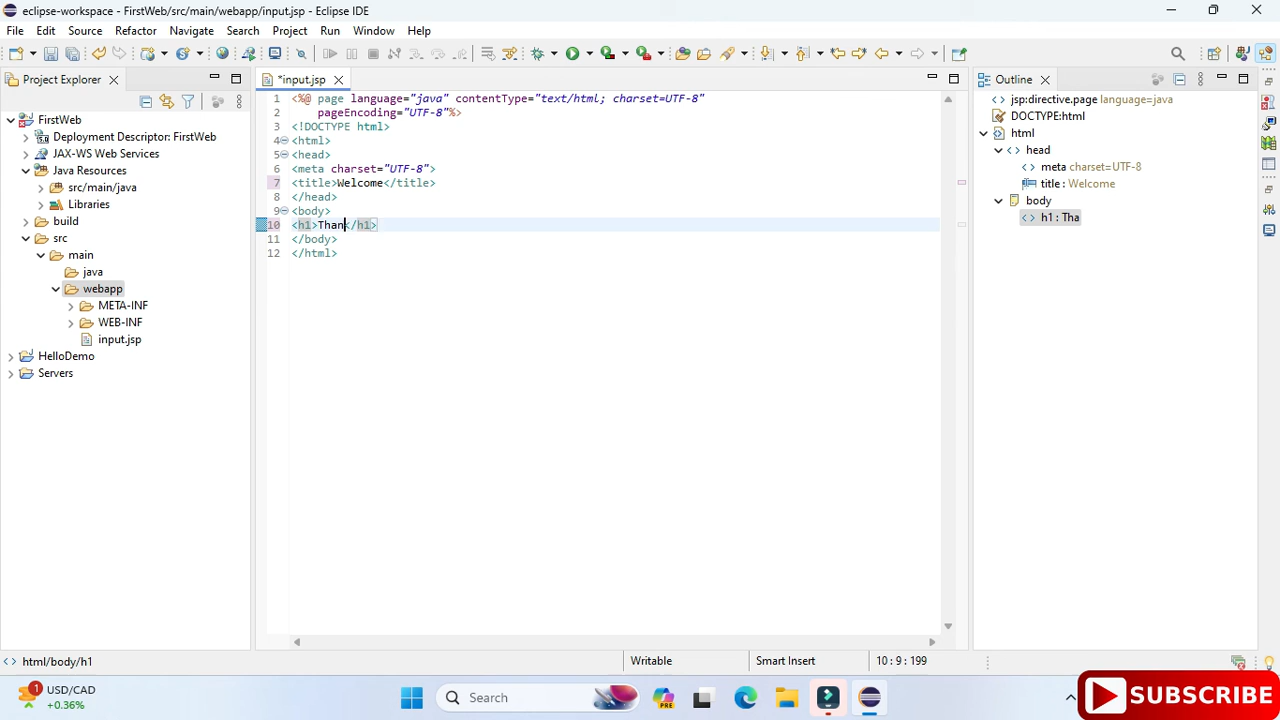 eclipse-workspace - FirstWeb/src/main/webapp/input.jsp - Eclipse IDE
File Edit Source Refactor Navigate Search Project Run Window Help
Project Explorer
*input.jsp
Outline
FirstWeb
Deployment Descriptor: FirstWeb
JAX-WS Web Services
Java Resources
src/main/java
Libraries
build
src
main
java
webapp
META-INF
WEB-INF
input.jsp
HelloDemo
Servers
1 <%@ page language="java" contentType="text/html; charset=UTF-8"
2 pageEncoding="UTF-8"%>
3 <!DOCTYPE html>
4 <html>
5 <head>
6 <meta charset="UTF-8">
7 <title>Welcome</title>
8 </head>
9 <body>
10 <h1>Than</h1>
11 </body>
12 </html>
jsp:directive.page language=java
DOCTYPE:html
html
head
meta charset=UTF-8
title : Welcome
body
h1 : Tha
html/body/h1
Writable
Smart Insert
10 : 9 : 199
1
USD/CAD
+0.36%
Search
PRE
SUBSCRIBE